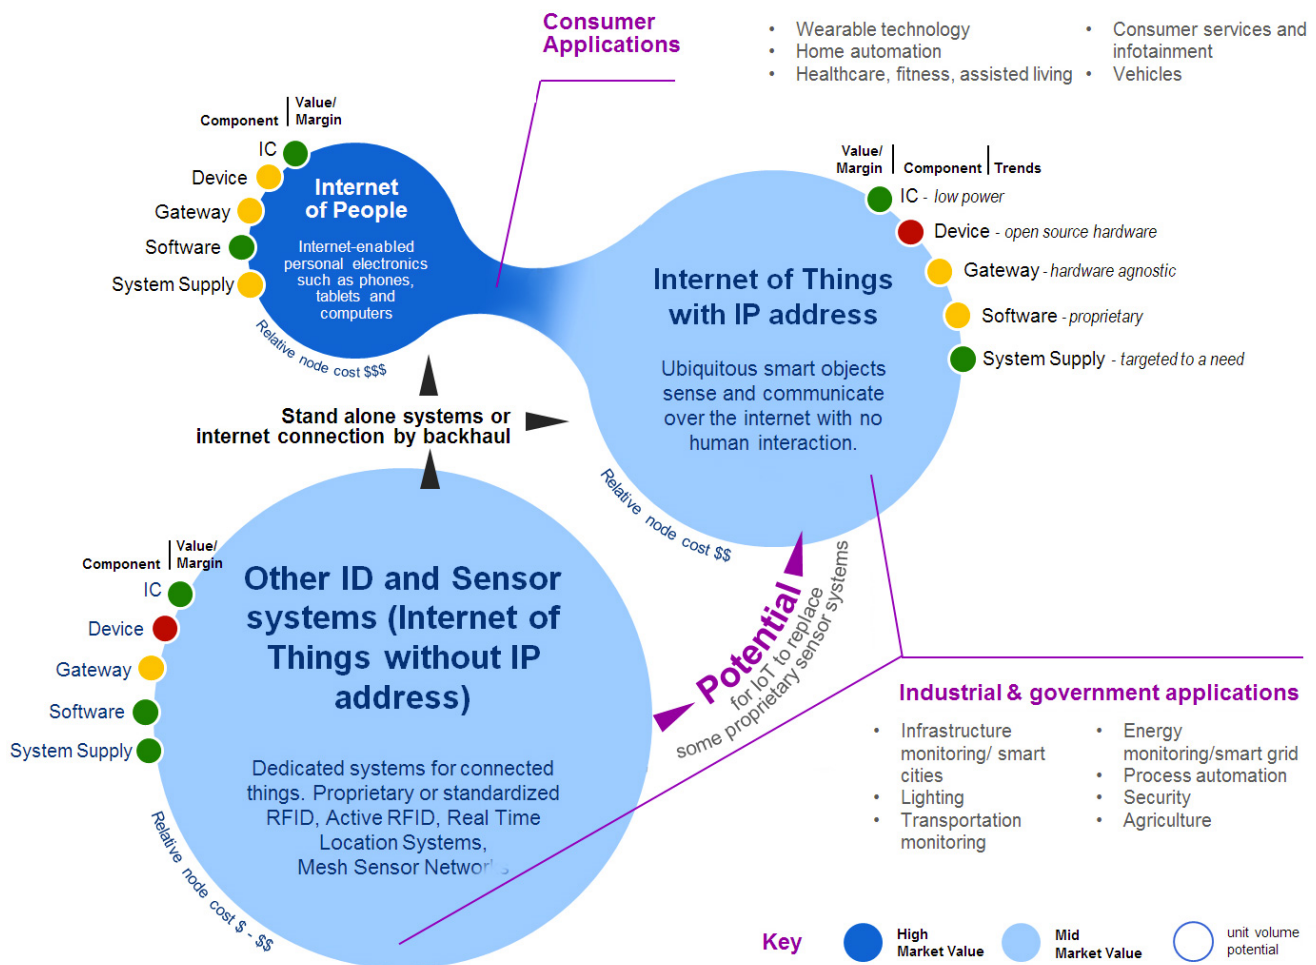 Consumer
Applications
• Wearable technology
• Home automation
• Healthcare, fitness, assisted living
• Consumer services and
infotainment
• Vehicles
Component | Value/
Margin
IC
Device
Gateway
Software
System Supply
Internet
of People
Internet-enabled
personal electronics
such as phones,
tablets and
computers
Relative node cost $$$
Value/
Margin | Component | Trends
IC - low power
Device - open source hardware
Gateway - hardware agnostic
Software - proprietary
System Supply - targeted to a need
Internet of Things
with IP address
Ubiquitous smart objects
sense and communicate
over the internet with no
human interaction.
Relative node cost $$
Stand alone systems or
internet connection by backhaul
Component | Value/
Margin
IC
Device
Gateway
Software
System Supply
Other ID and Sensor
systems (Internet of
Things without IP
address)
Dedicated systems for connected
things. Proprietary or standardized
RFID, Active RFID, Real Time
Location Systems,
Mesh Sensor Networks
Relative node cost $ - $$
Potential
for IoT to replace
some proprietary sensor systems
Industrial & government applications
• Infrastructure
monitoring/ smart
cities
• Lighting
• Transportation
monitoring
• Energy
monitoring/smart grid
• Process automation
• Security
• Agriculture
Key
High
Market Value
Mid
Market Value
unit volume
potential